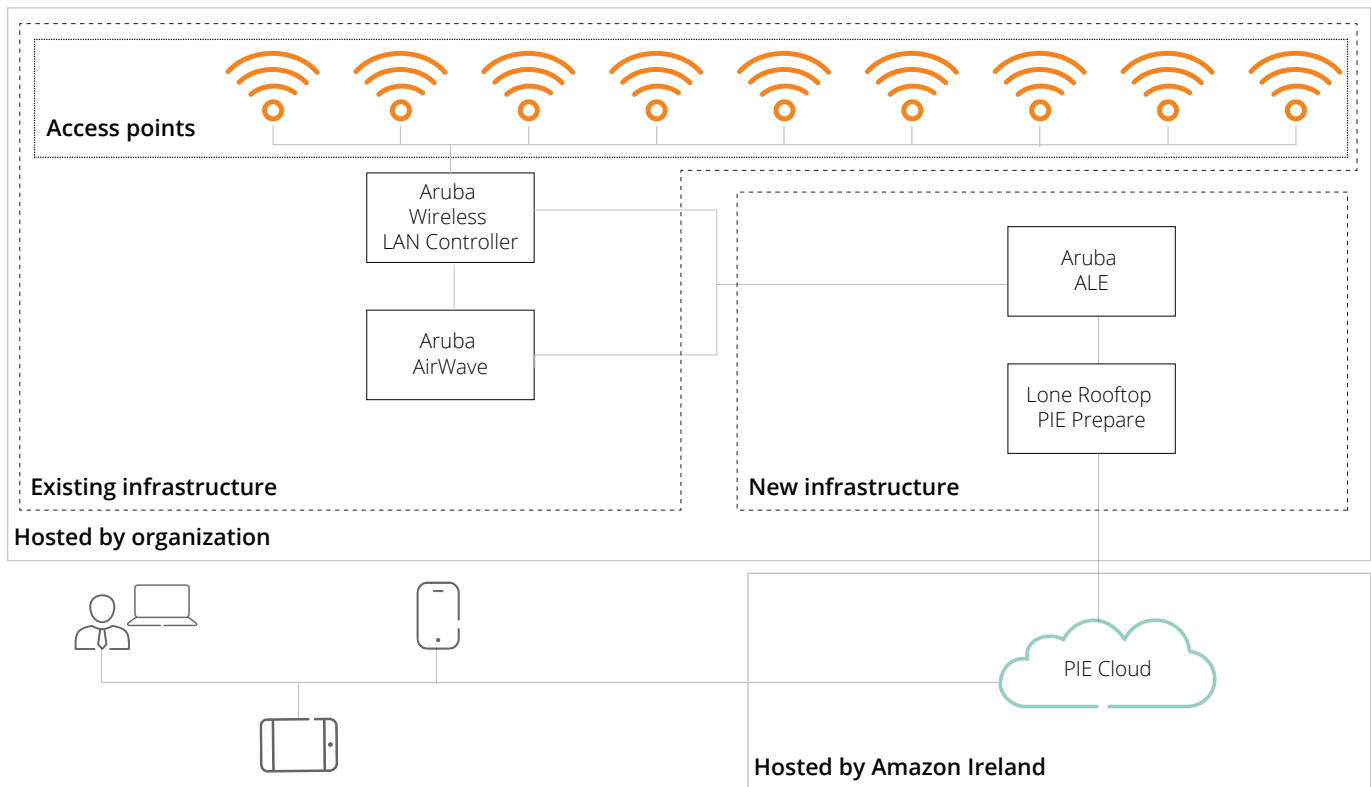 Access points
Aruba
Wireless
LAN Controller
Aruba
AirWave
Aruba
ALE
Lone Rooftop
PIE Prepare
Existing infrastructure
New infrastructure
Hosted by organization
PIE Cloud
Hosted by Amazon Ireland